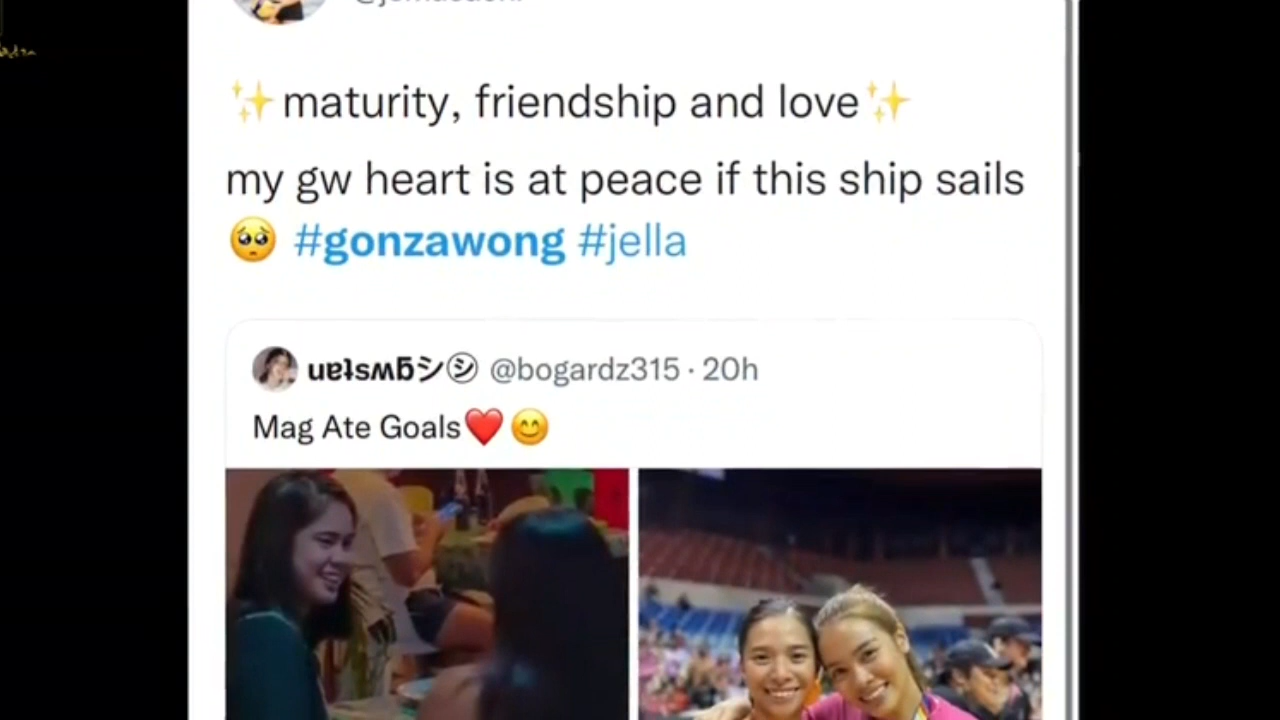 ✨maturity, friendship and love✨
my gw heart is at peace if this ship sails
🥺 #gonzawong #jella
@bogardz315 · 20h
Mag Ate Goals❤️😊